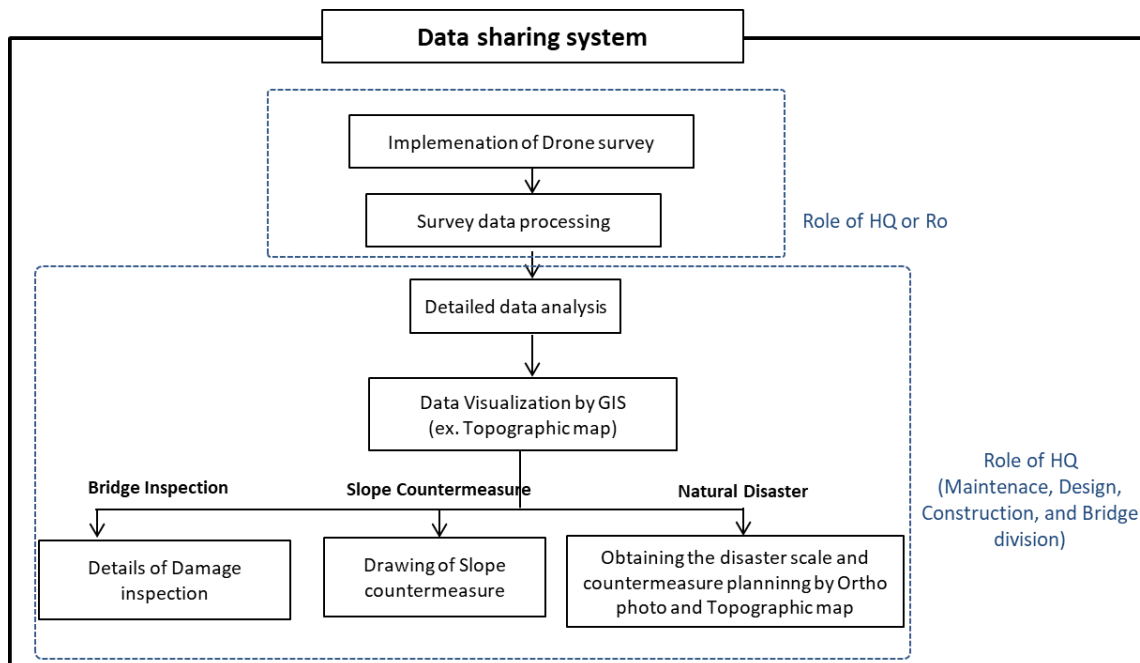 Data sharing system
Implemenation of Drone survey
Survey data processing
Role of HQ or Ro
Detailed data analysis
Data Visualization by GIS
(ex. Topographic map)
Role of HQ
(Maintenace, Design,
Construction, and Bridge
division)
Bridge Inspection
Slope Countermeasure
Natural Disaster
Details of Damage
inspection
Drawing of Slope
countermeasure
Obtaining the disaster scale and
countermeasure planninng by Ortho
photo and Topographic map